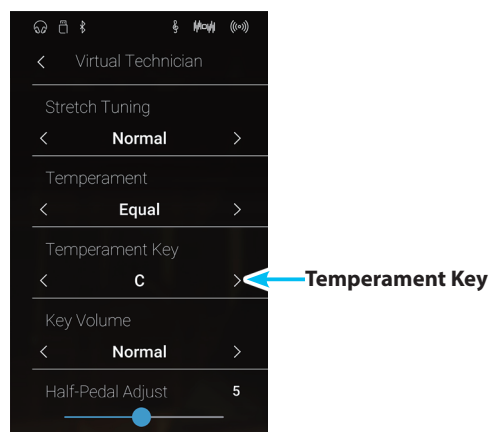 Virtual Technician
Stretch Tuning
Normal
Temperament
Equal
Temperament Key
C
Temperament Key
Key Volume
Normal
Half-Pedal Adjust 5